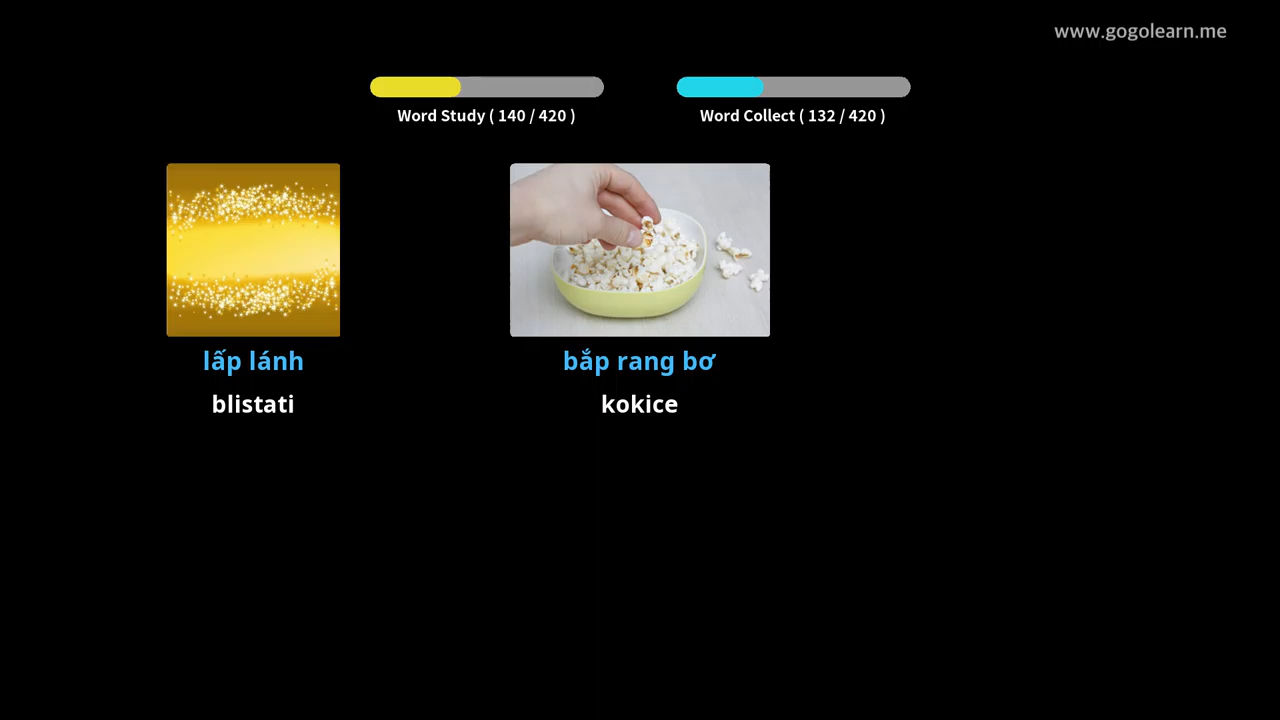 www.gogolearn.me
Word Study ( 140 / 420 )
Word Collect ( 132 / 420 )
lấp lánh
bắp rang bơ
blistati
kokice